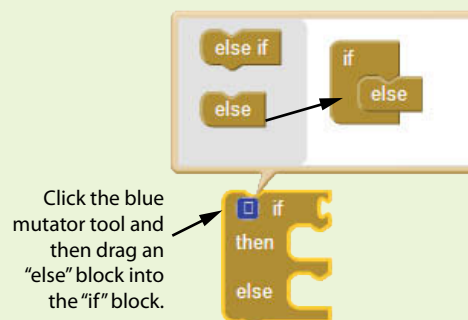 else if
if
else
else
Click the blue
mutator tool and
then drag an
“else” block into
the “if” block.
if
then
else